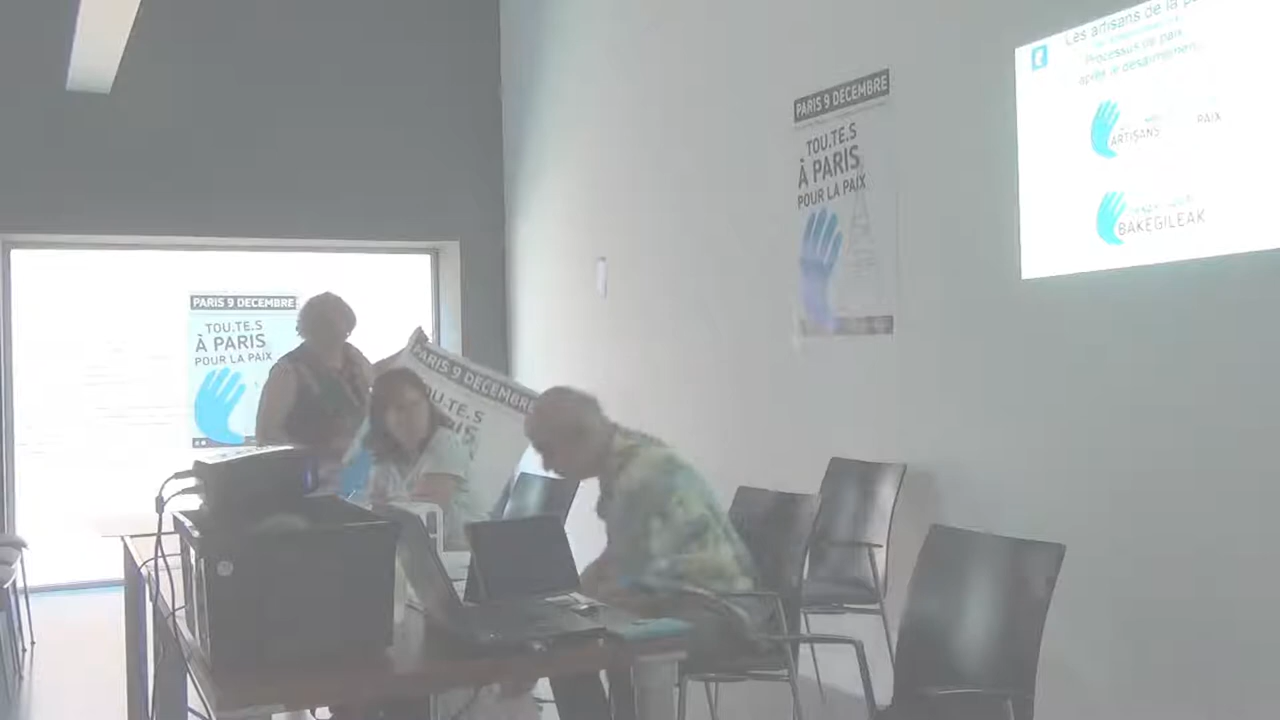 PARIS 9 DECEMBRE
TOU.TE.S
À PARIS
POUR LA PAIX
PARIS 9 DECEMBRE
OU.TE.S
PARIS 9 DECEMBRE
TOU.TE.S
À PARIS
POUR LA PAIX
Les artisans de la
Processus de paix
après le désarmement
ARTISANS PAIX
BAKEGILEAK